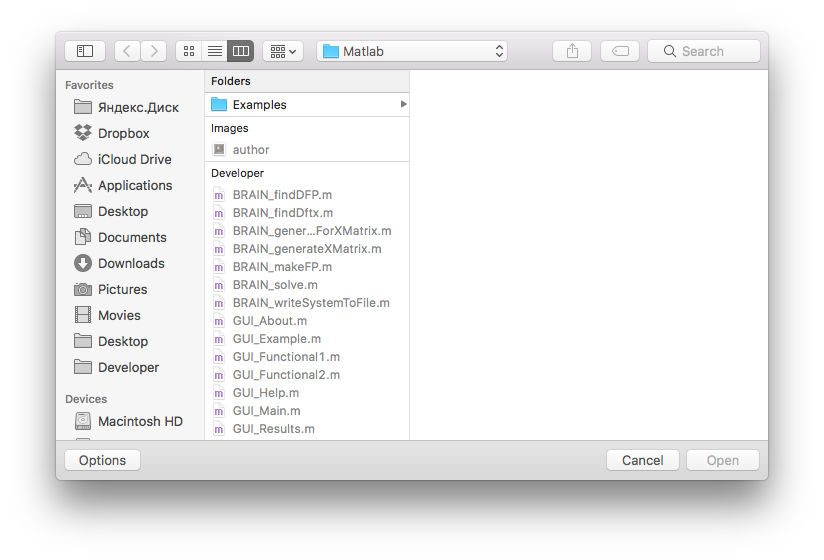 Matlab
Search
Favorites
Яндекс.Диск
Dropbox
iCloud Drive
Applications
Desktop
Documents
Downloads
Pictures
Movies
Desktop
Developer
Devices
Macintosh HD
Folders
Examples
Images
author
Developer
m BRAIN_findDFP.m
m BRAIN_findDftx.m
m BRAIN_gener...ForXMatrix.m
m BRAIN_generateXMatrix.m
m BRAIN_makeFP.m
m BRAIN_solve.m
m BRAIN_writeSystemToFile.m
m GUI_About.m
m GUI_Example.m
m GUI_Functional1.m
m GUI_Functional2.m
m GUI_Help.m
m GUI_Main.m
m GUI_Results.m
Options
Cancel
Open